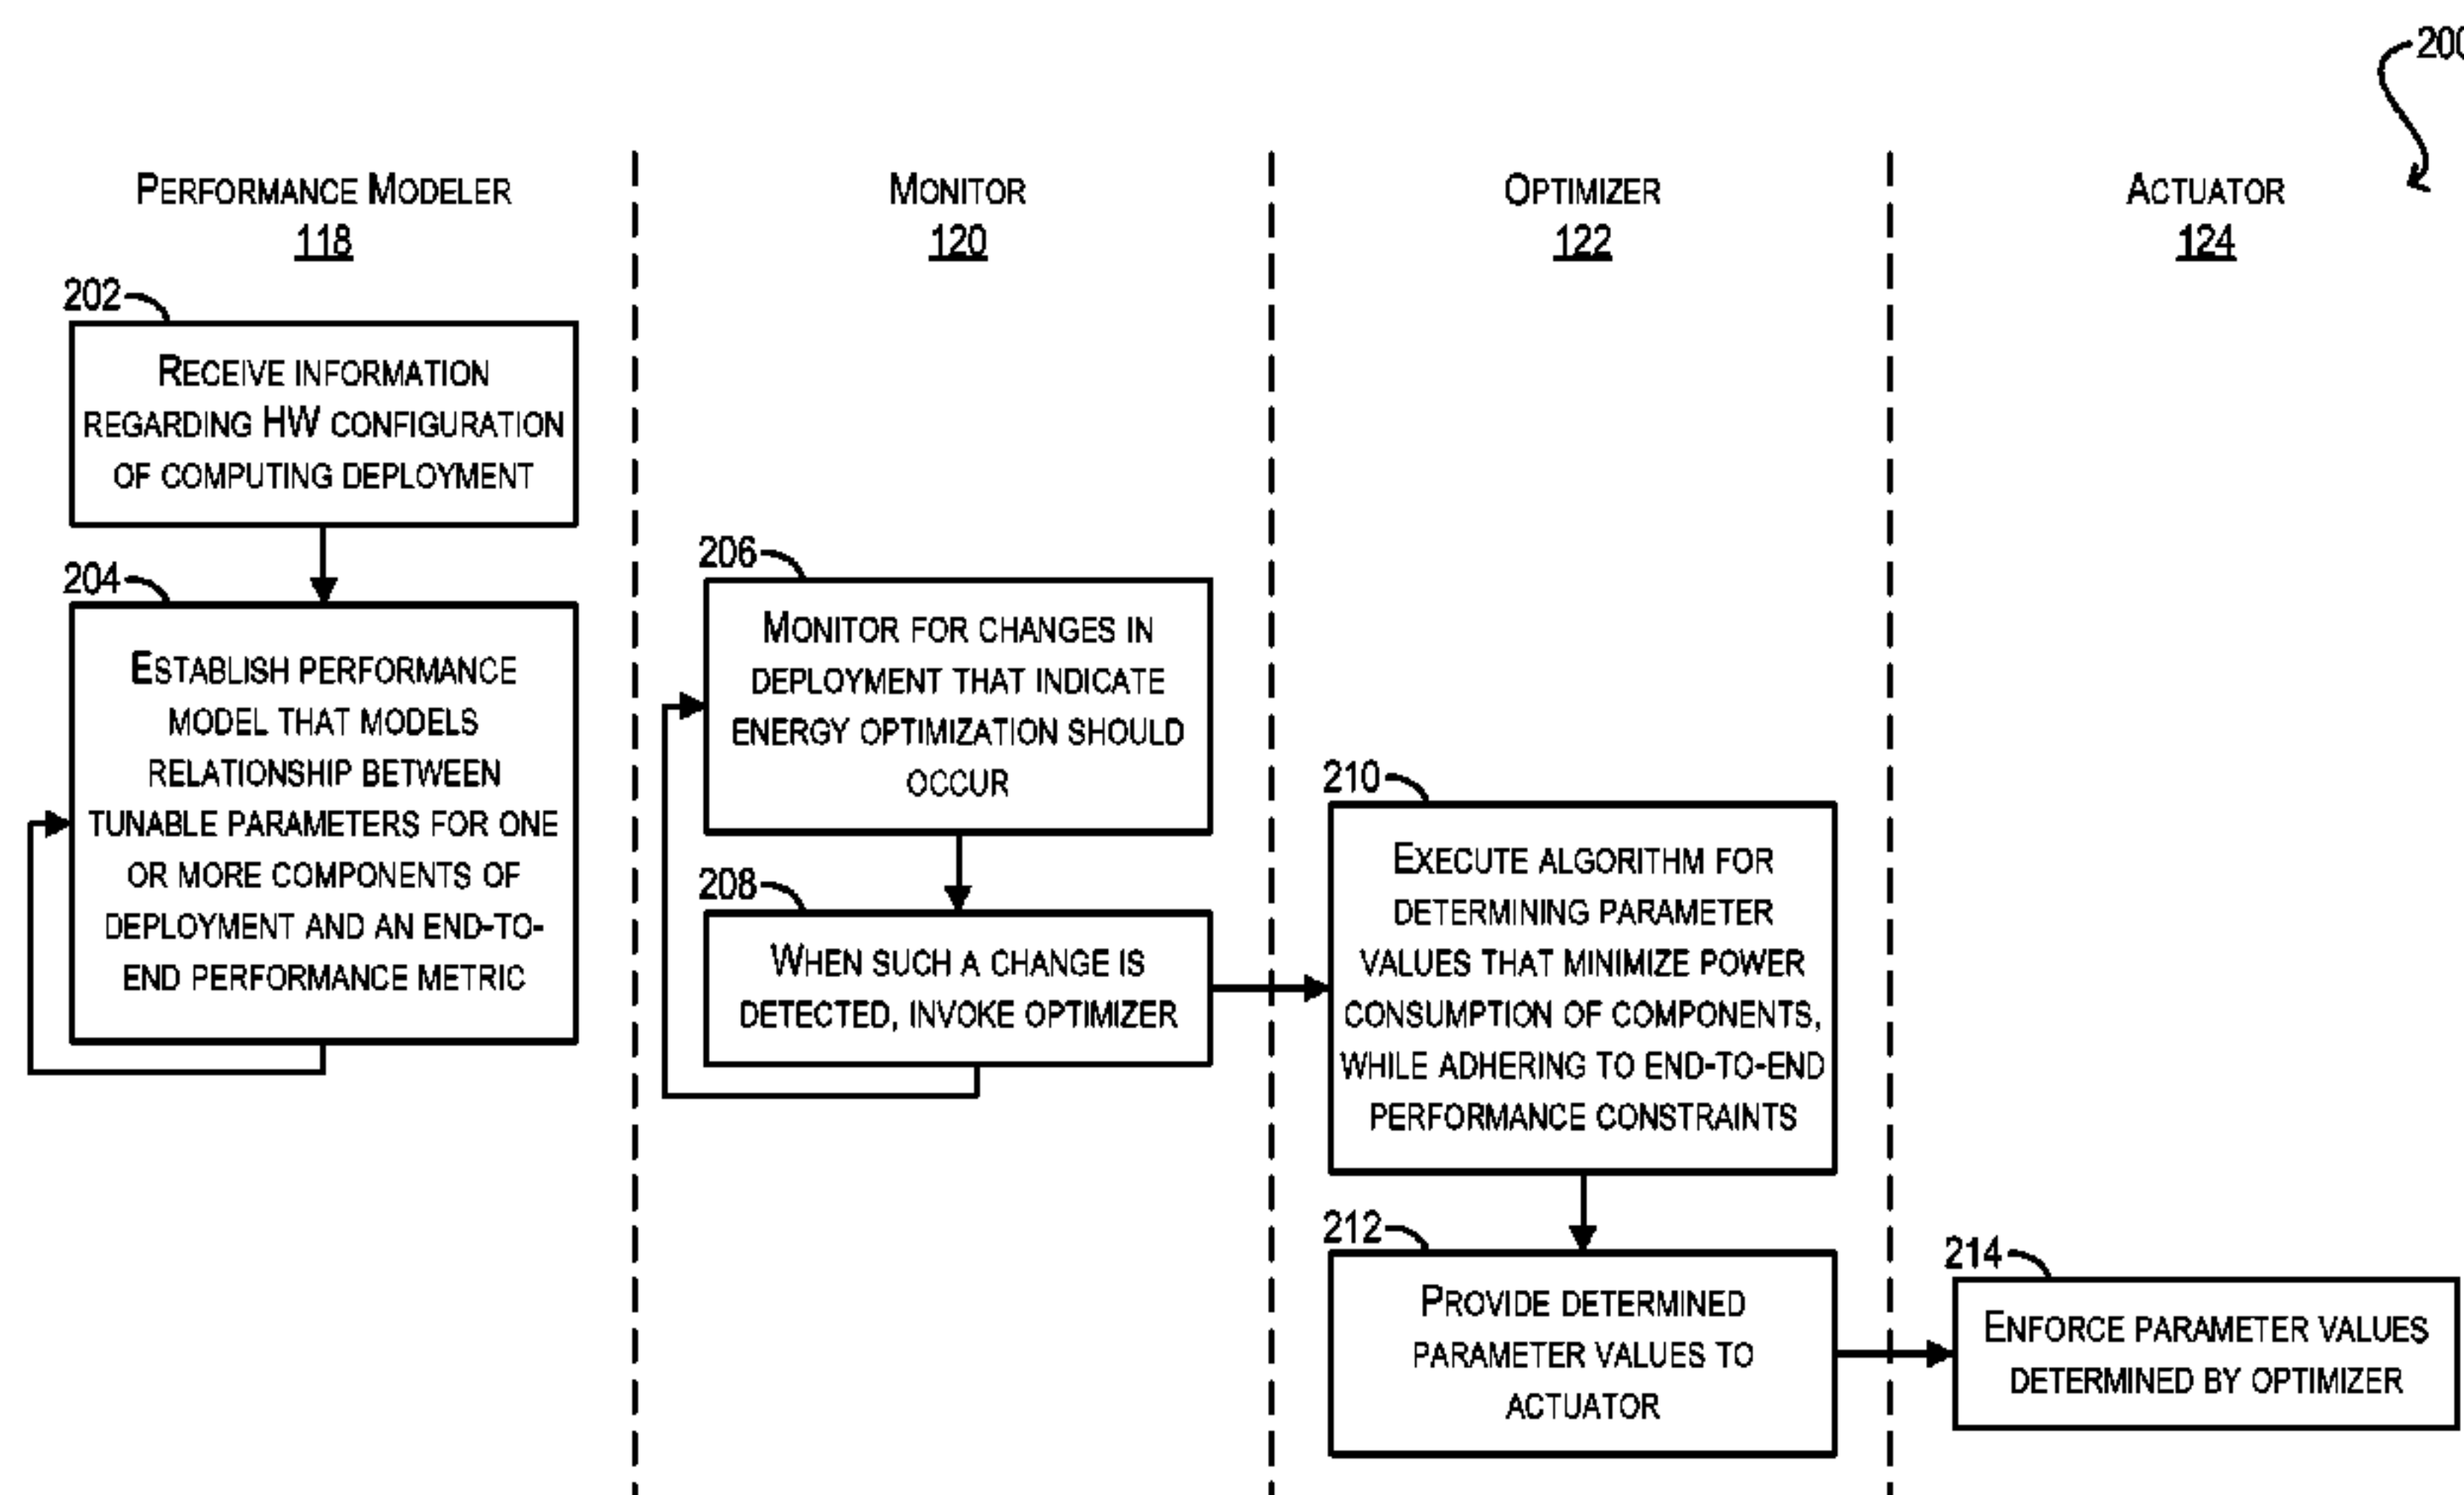 200
PERFORMANCE MODELER
118
MONITOR
120
OPTIMIZER
122
ACTUATOR
124
202
RECEIVE INFORMATION
REGARDING HW CONFIGURATION
OF COMPUTING DEPLOYMENT
204
ESTABLISH PERFORMANCE
MODEL THAT MODELS
RELATIONSHIP BETWEEN
TUNABLE PARAMETERS FOR ONE
OR MORE COMPONENTS OF
DEPLOYMENT AND AN END-TO-
END PERFORMANCE METRIC
206
MONITOR FOR CHANGES IN
DEPLOYMENT THAT INDICATE
ENERGY OPTIMIZATION SHOULD
OCCUR
208
WHEN SUCH A CHANGE IS
DETECTED, INVOKE OPTIMIZER
210
EXECUTE ALGORITHM FOR
DETERMINING PARAMETER
VALUES THAT MINIMIZE POWER
CONSUMPTION OF COMPONENTS,
WHILE ADHERING TO END-TO-END
PERFORMANCE CONSTRAINTS
212
PROVIDE DETERMINED
PARAMETER VALUES TO
ACTUATOR
214
ENFORCE PARAMETER VALUES
DETERMINED BY OPTIMIZER